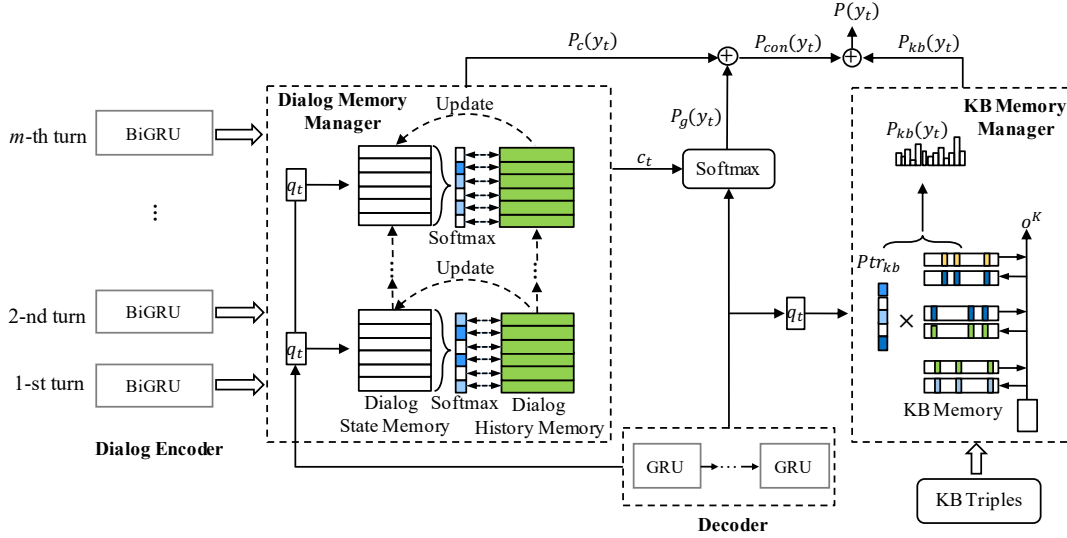 P(y_t)
P_c(y_t)
P_con(y_t)
P_kb(y_t)
Dialog Memory
Manager
Update
KB Memory
Manager
m-th turn
BiGRU
P_g(y_t)
P_kb(y_t)
q_t
c_t
Softmax
...
Softmax
o^K
Update
Ptr_kb
...
...
2-nd turn
BiGRU
q_t
q_t
×
1-st turn
BiGRU
Dialog
State Memory
Softmax
Dialog
History Memory
KB Memory
Dialog Encoder
GRU
...
GRU
KB Triples
Decoder